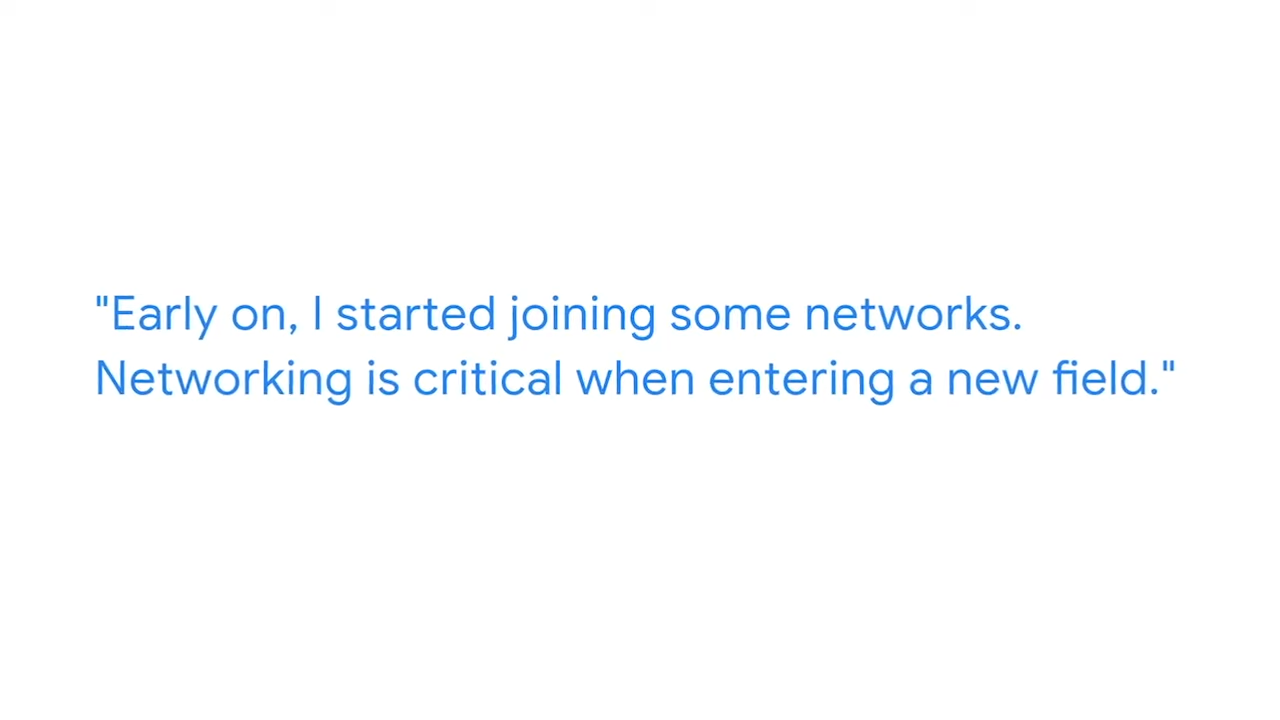 "Early on, I started joining some networks.
Networking is critical when entering a new field."